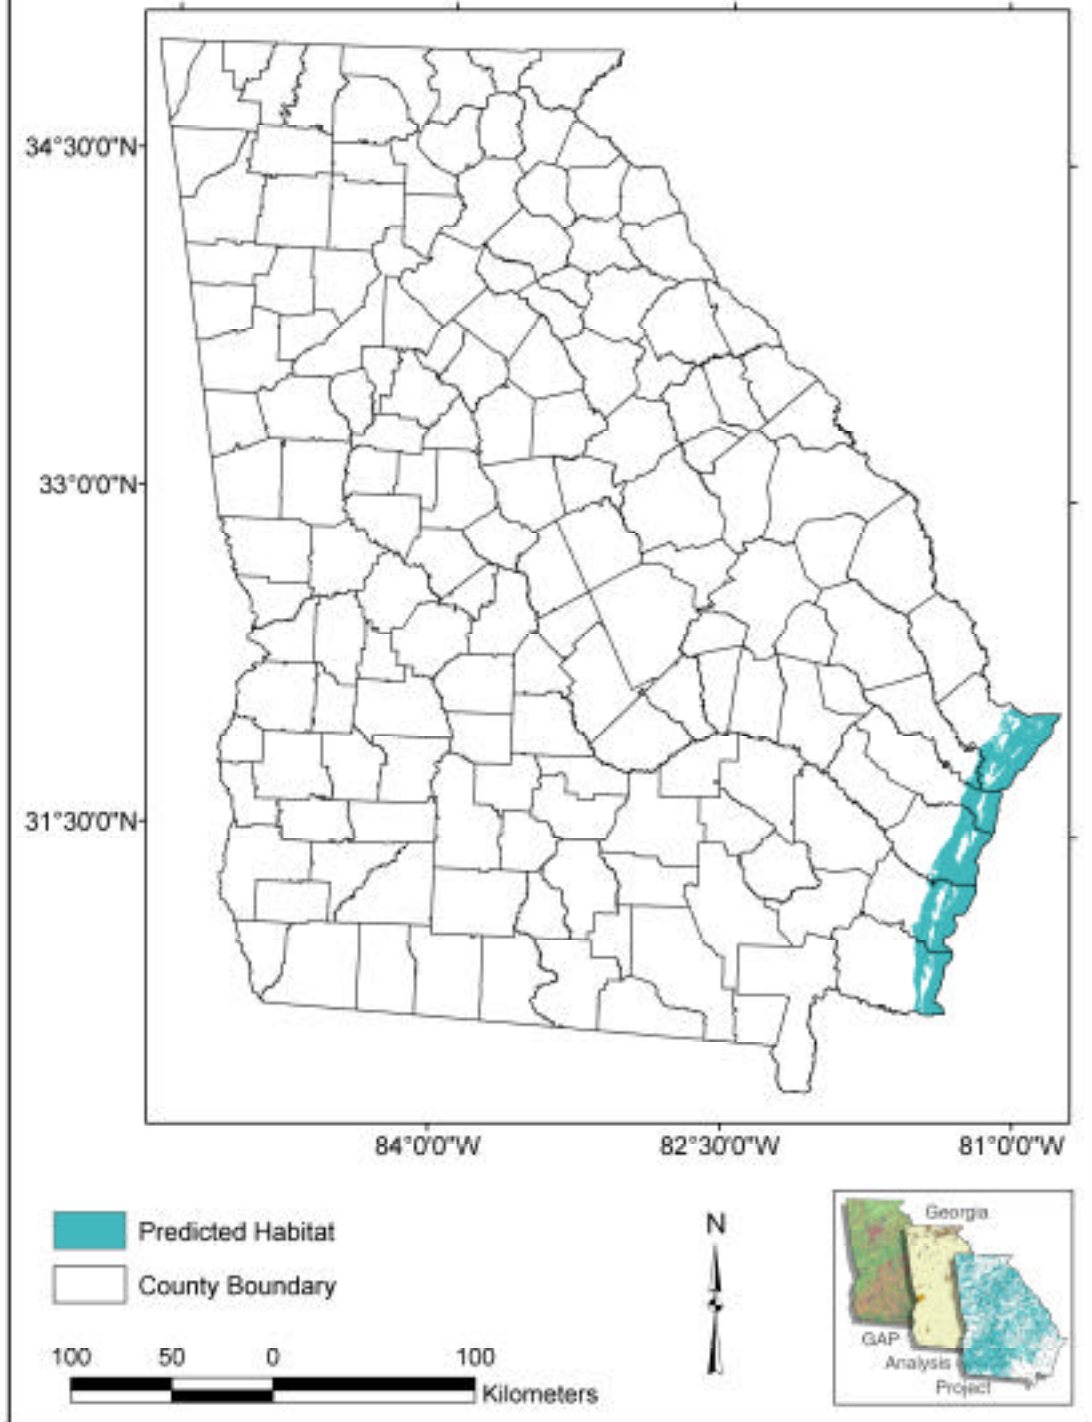 34°30'0"N
33°0'0"N
31°30'0"N
84°0'0"W 82°30'0"W 81°0'0"W
Predicted Habitat
County Boundary
N
100 50 0 100
Kilometers
Georgia
GAP
Analysis
Project